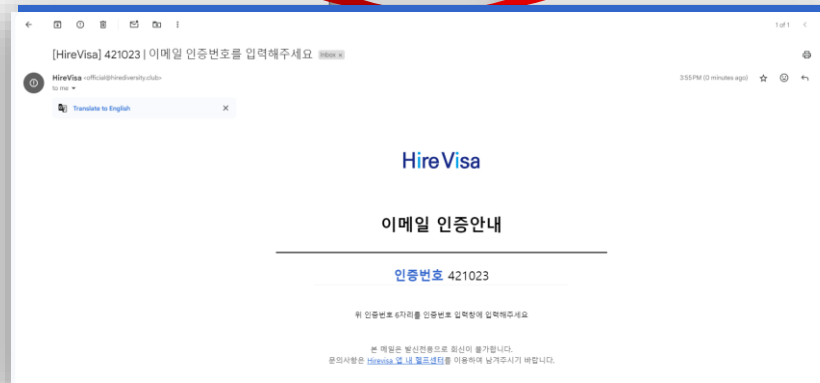 1 of 1
[HireVisa] 421023 | 이메일 인증번호를 입력해주세요 Inbox x
HireVisa <official@hirediversity.club>
3:55 PM (0 minutes ago)
to me
Translate to English
HireVisa
이메일 인증안내
인증번호 421023
위 인증번호 6자리를 인증번호 입력창에 입력해주세요
본 메일은 발신전용으로 회신이 불가합니다.
문의사항은 Hirevisa 앱 내 헬프센터를 이용하여 남겨주시기 바랍니다.